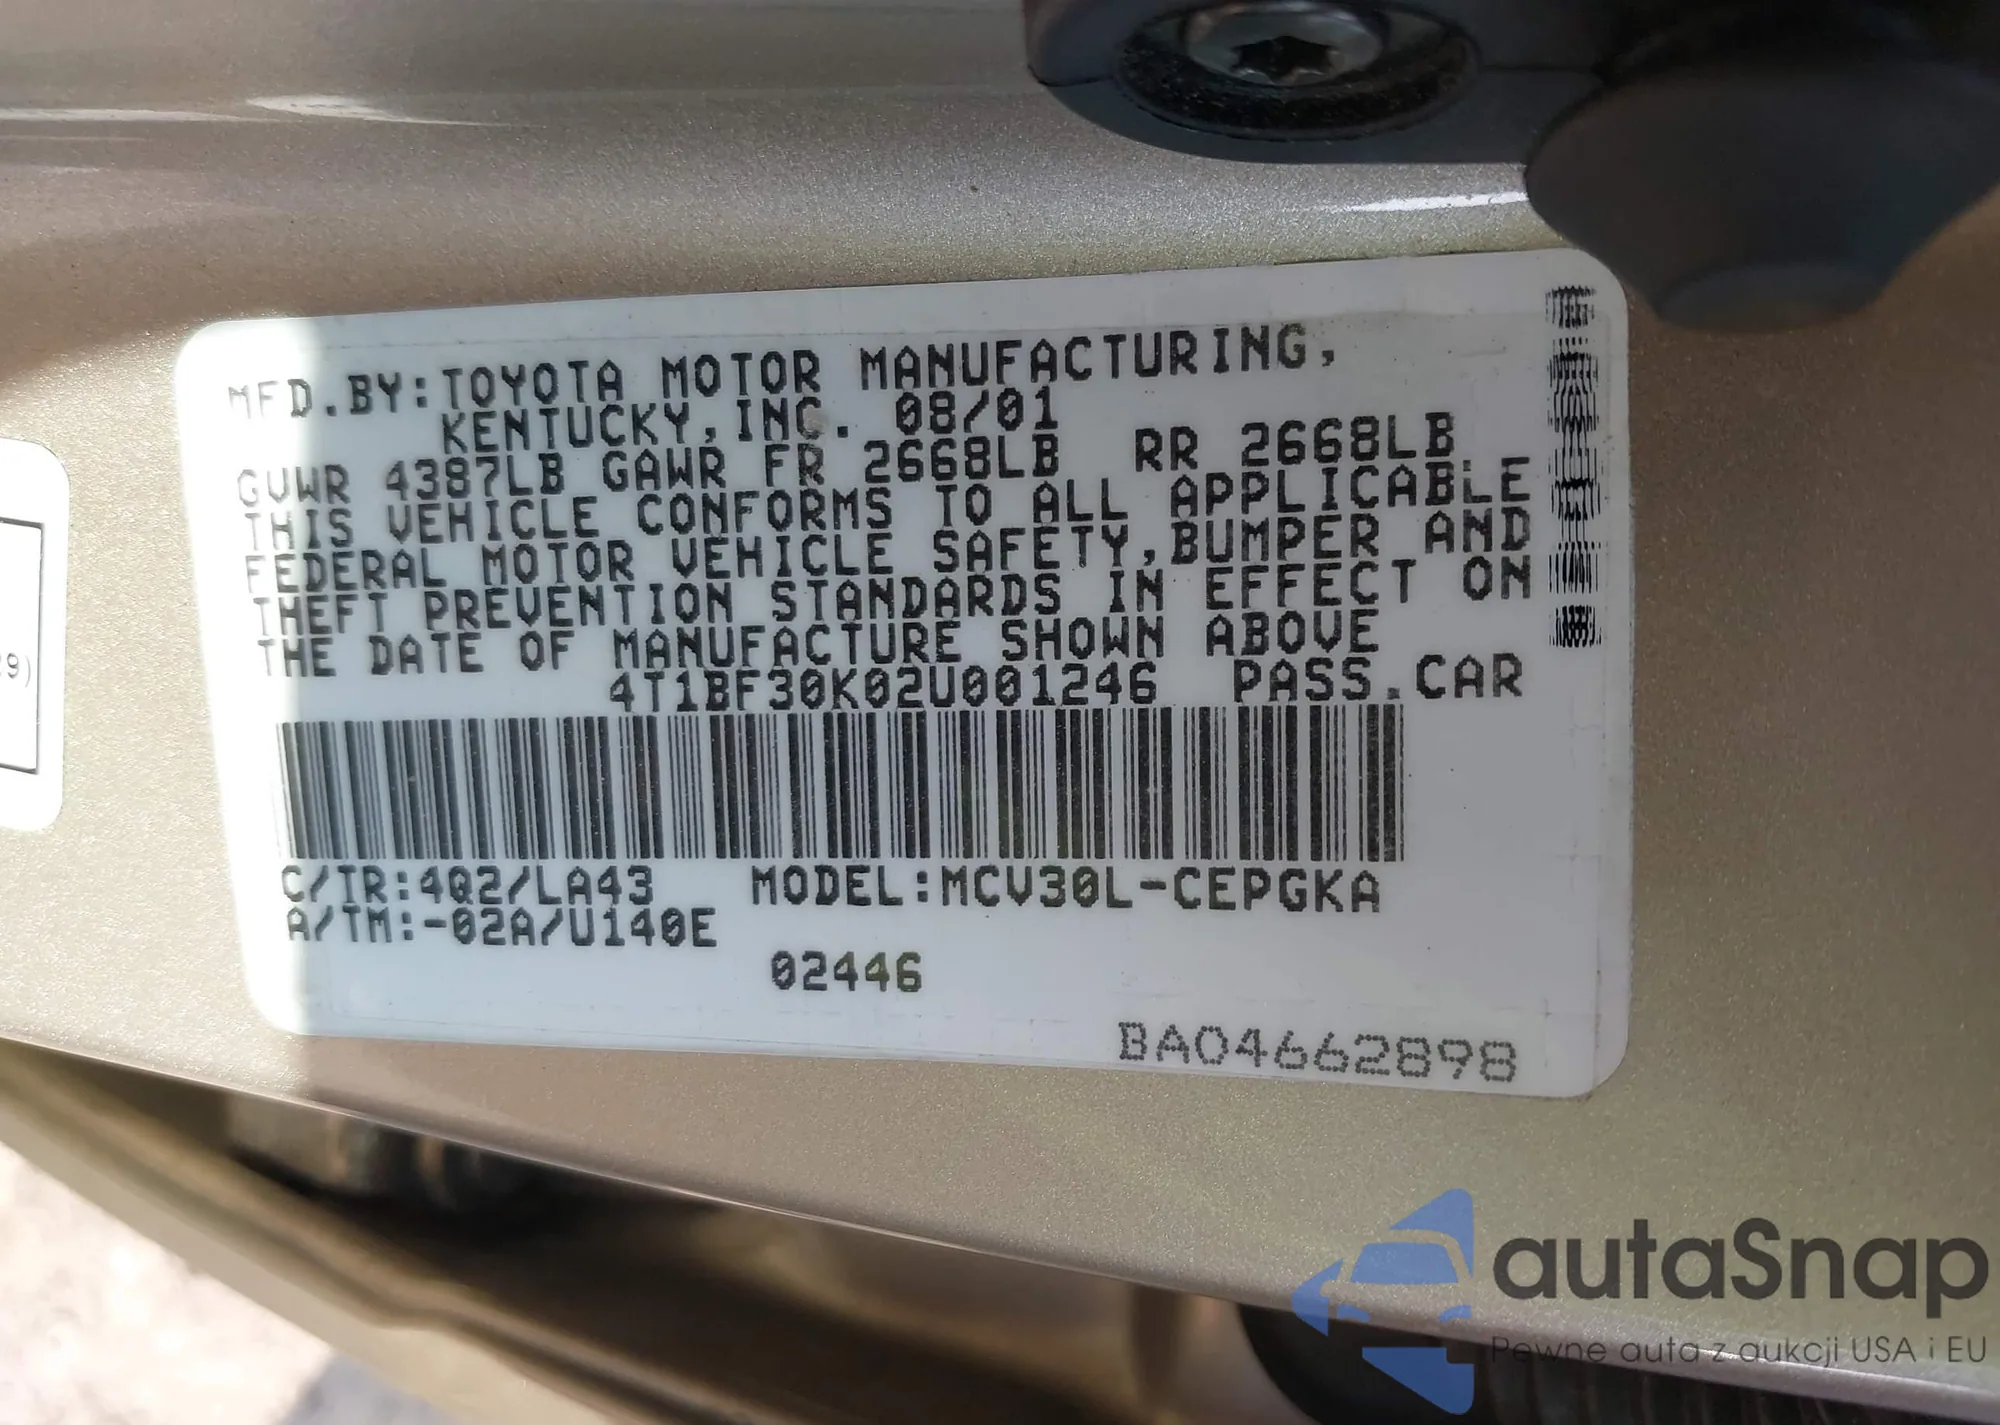 MFD.BY:TOYOTA MOTOR MANUFACTURING,
KENTUCKY,INC. 08/01
GVWR 4387LB GAWR FR 2668LB RR 2668LB
THIS VEHICLE CONFORMS TO ALL APPLICABLE
FEDERAL MOTOR VEHICLE SAFETY,BUMPER AND
THEFT PREVENTION STANDARDS IN EFFECT ON
THE DATE OF MANUFACTURE SHOWN ABOVE
4T1BF30K02U001246 PASS.CAR
C/TR:4Q2/LA43 MODEL:MCV30L-CEPGKA
A/TM:-02A/U140E
02446
BA04662898
9)
autaSnap
Pewne auta z aukcji USA i EU